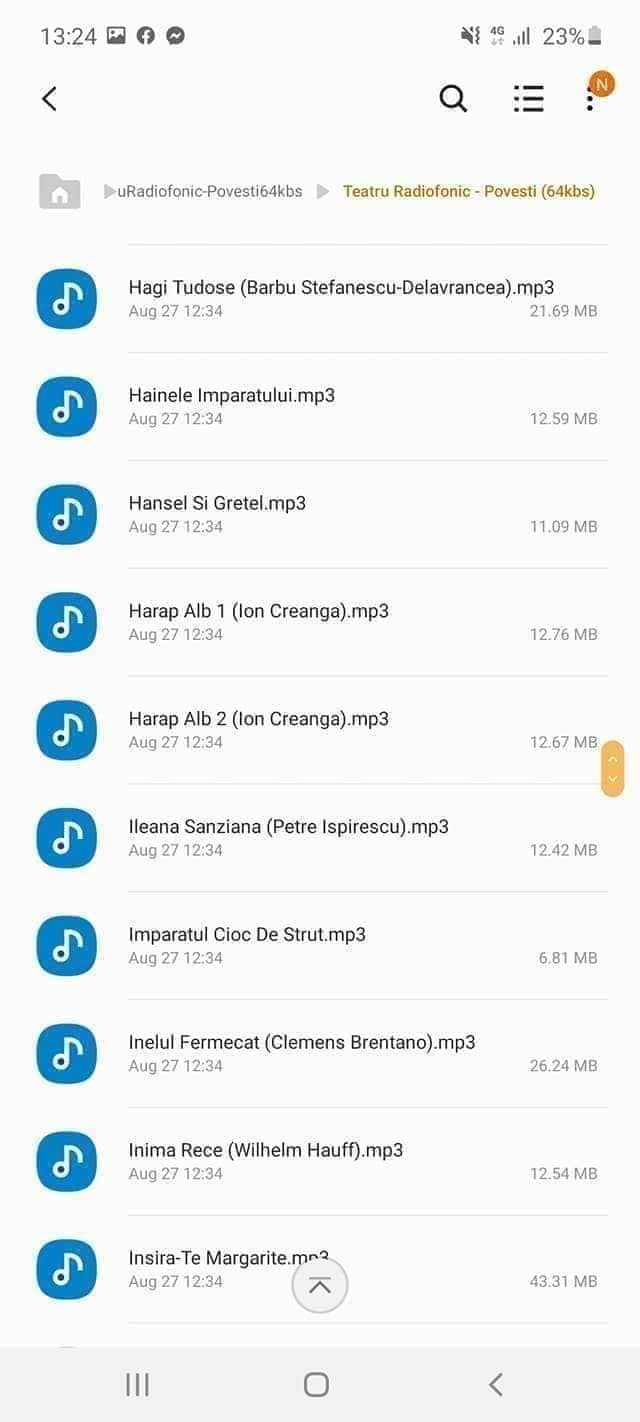 13:24
4G
23%
N
uRadiofonic-Povesti64kbs
Teatru Radiofonic - Povesti (64kbs)
Hagi Tudose (Barbu Stefanescu-Delavrancea).mp3
Aug 27 12:34
21.69 MB
Hainele Imparatului.mp3
Aug 27 12:34
12.59 MB
Hansel Si Gretel.mp3
Aug 27 12:34
11.09 MB
Harap Alb 1 (Ion Creanga).mp3
Aug 27 12:34
12.76 MB
Harap Alb 2 (Ion Creanga).mp3
Aug 27 12:34
12.67 MB
Ileana Sanziana (Petre Ispirescu).mp3
Aug 27 12:34
12.42 MB
Imparatul Cioc De Strut.mp3
Aug 27 12:34
6.81 MB
Inelul Fermecat (Clemens Brentano).mp3
Aug 27 12:34
26.24 MB
Inima Rece (Wilhelm Hauff).mp3
Aug 27 12:34
12.54 MB
Insira-Te Margarite.mp3
Aug 27 12:34
43.31 MB